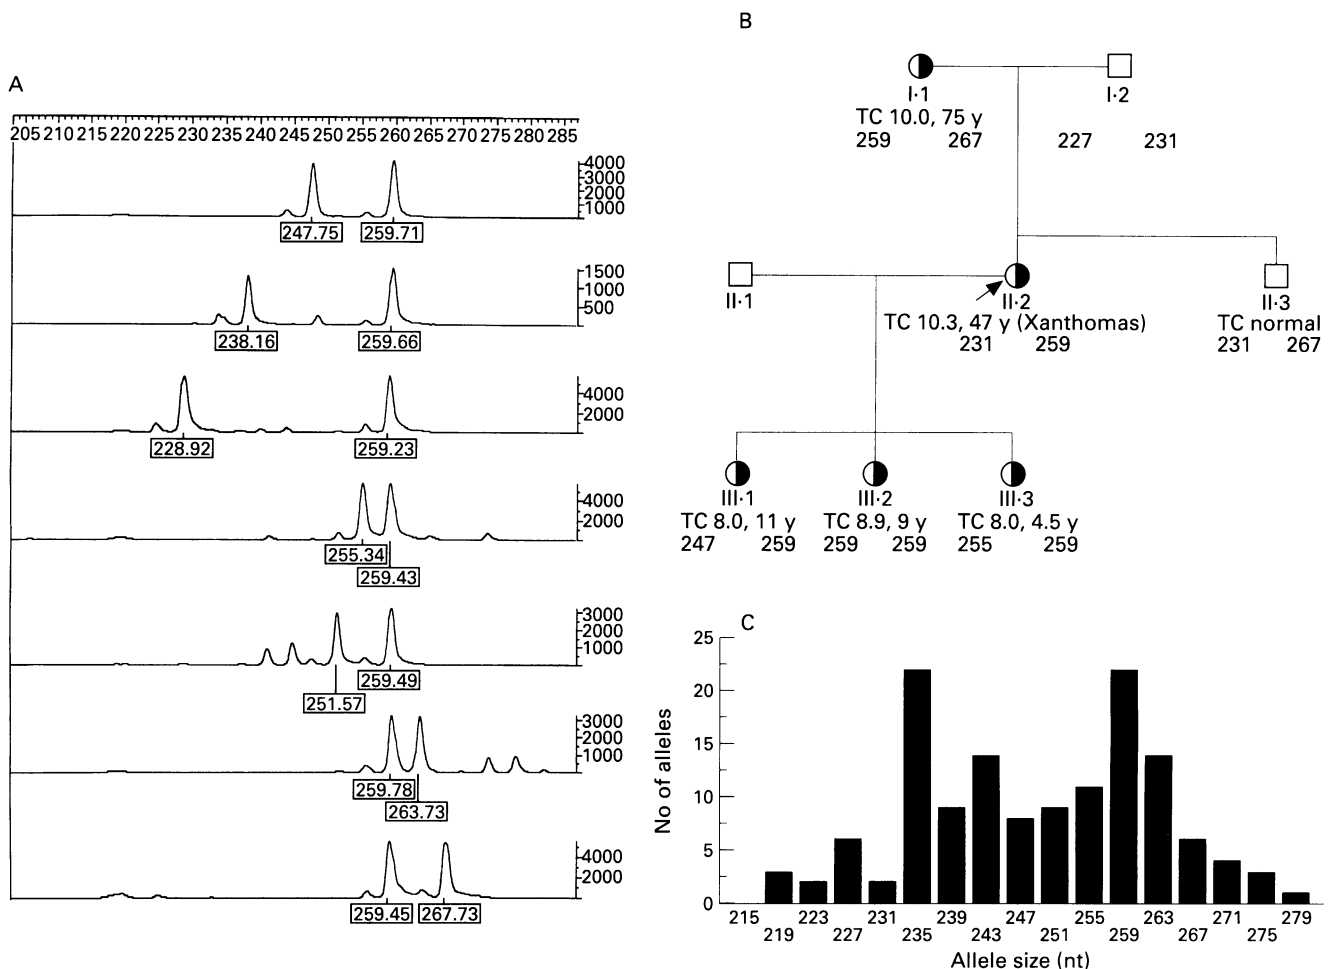 A
205 210 215 220 225 230 235 240 245 250 255 260 265 270 275 280 285
4000
3000
2000
1000
247.75 259.71
1500
1000
500
238.16 259.66
4000
2000
228.92 259.23
4000
2000
255.34
259.43
3000
2000
1000
259.49
251.57
3000
2000
1000
259.78
263.73
4000
2000
259.45 267.73
B
I·1 I·2
TC 10.0, 75 y
259 267 227 231
II·1 II·2 II·3
TC 10.3, 47 y (Xanthomas) TC normal
231 259 231 267
III·1 III·2 III·3
TC 8.0, 11 y TC 8.9, 9 y TC 8.0, 4.5 y
247 259 259 259 255 259
C
25
20
15
10
5
0
No of alleles
215 223 231 239 247 255 263 271 279
219 227 235 243 251 259 267 275
Allele size (nt)